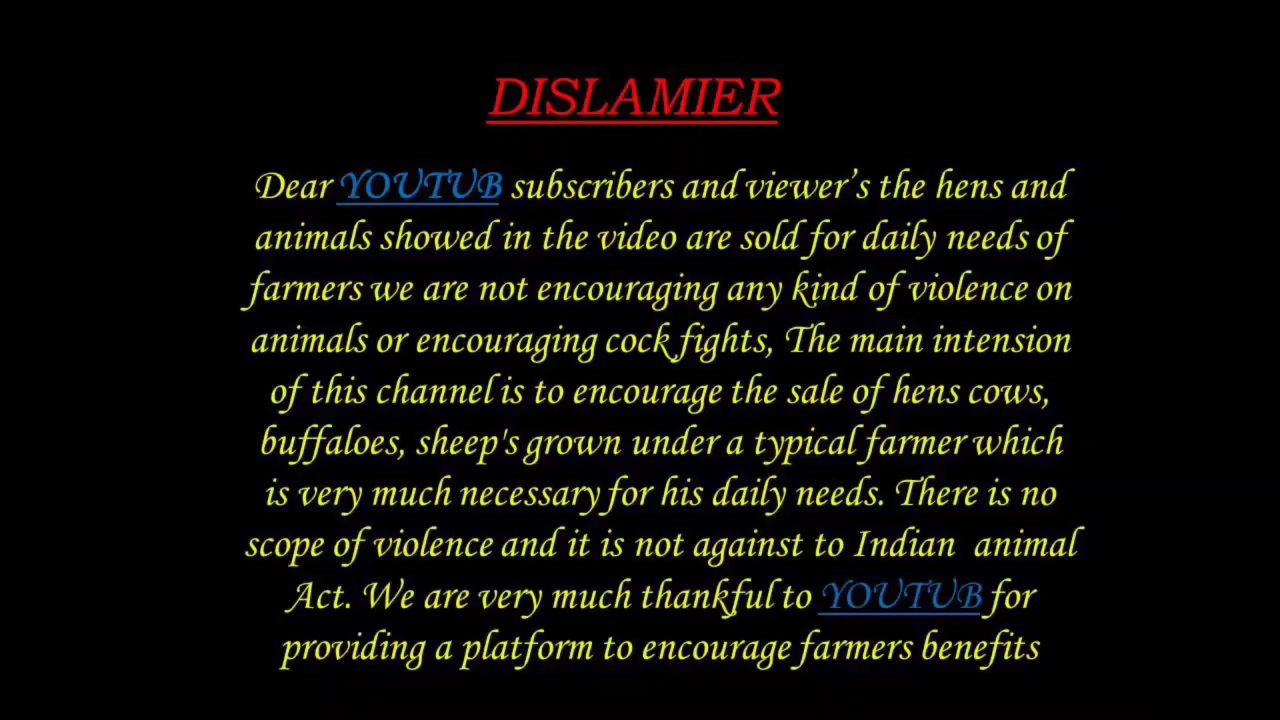 DISLAMIER
Dear YOUTUB subscribers and viewer’s the hens and
animals showed in the video are sold for daily needs of
farmers we are not encouraging any kind of violence on
animals or encouraging cock fights, The main intension
of this channel is to encourage the sale of hens cows,
buffaloes, sheep's grown under a typical farmer which
is very much necessary for his daily needs. There is no
scope of violence and it is not against to Indian animal
Act. We are very much thankful to YOUTUB for
providing a platform to encourage farmers benefits